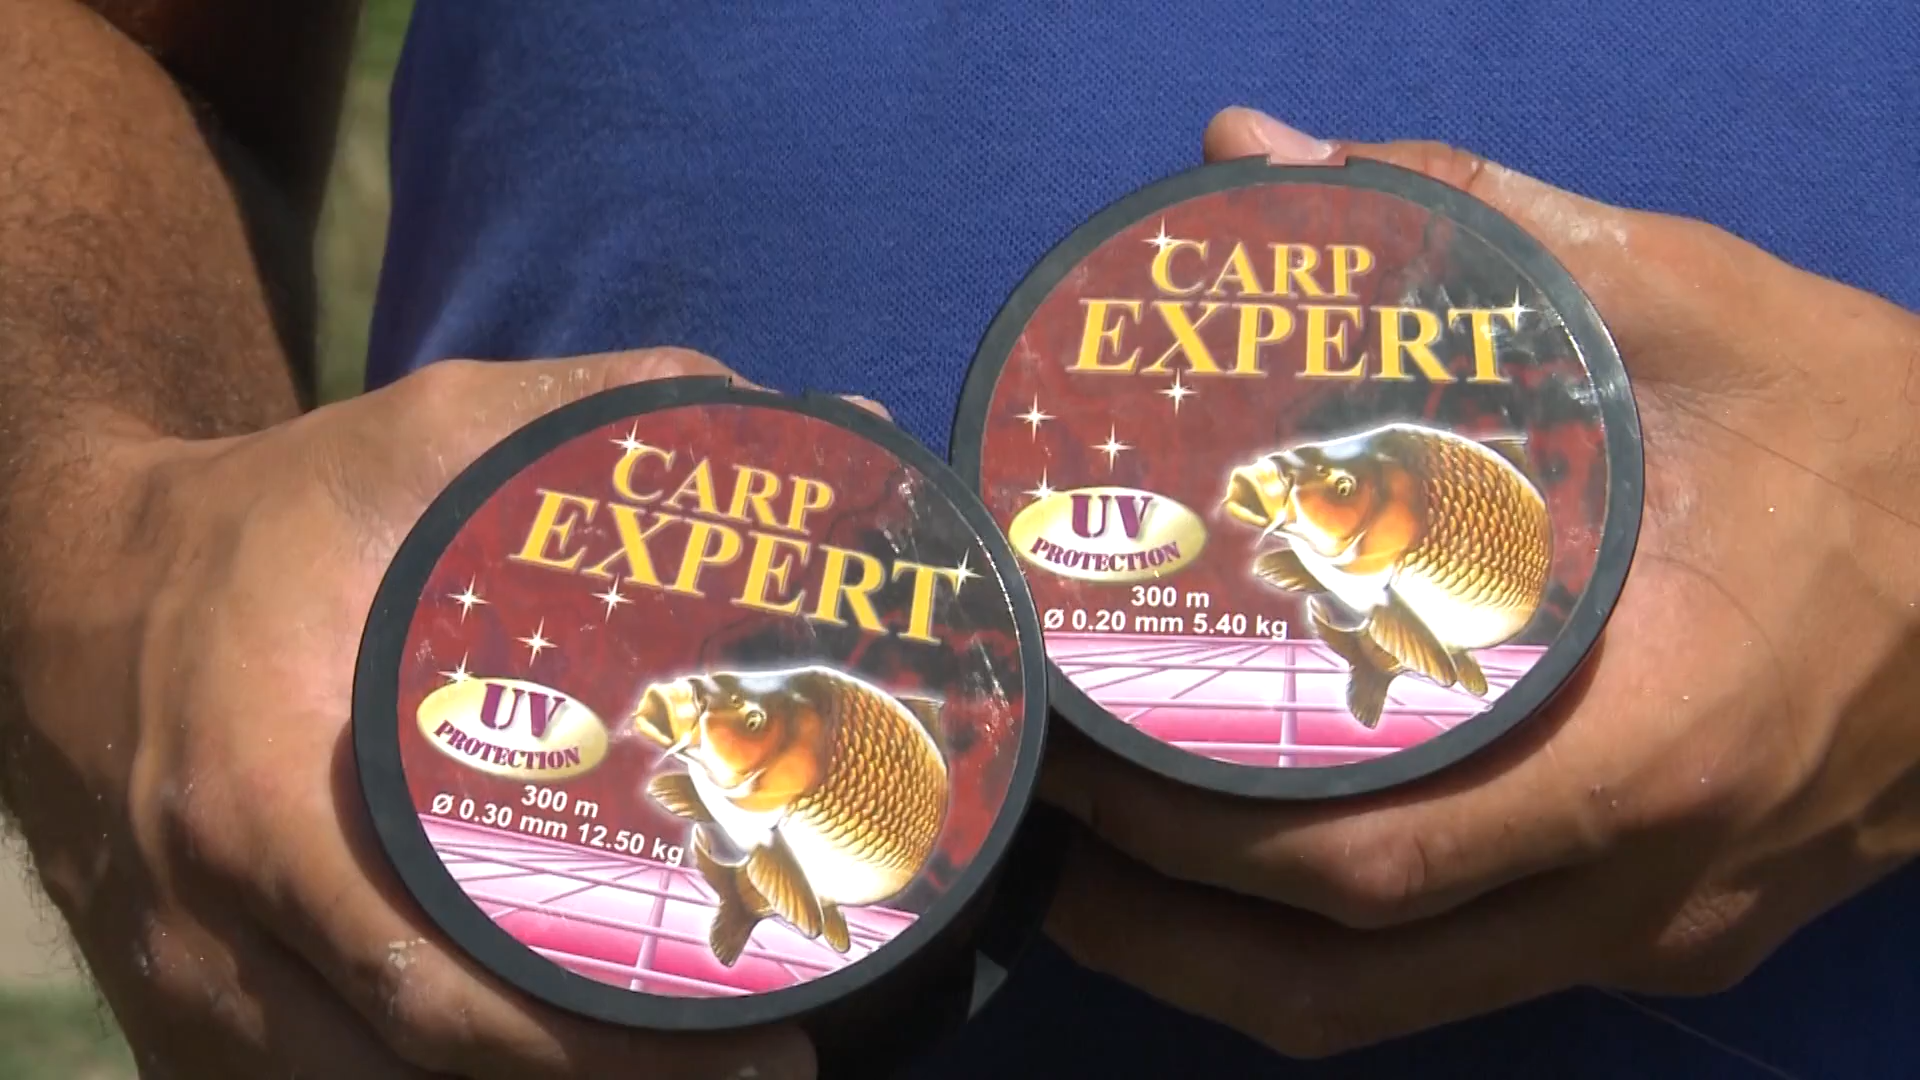 CARP
EXPERT
UV
PROTECTION
300 m
Ø 0.30 mm 12.50 kg
CARP
EXPERT
UV
PROTECTION
300 m
Ø 0.20 mm 5.40 kg